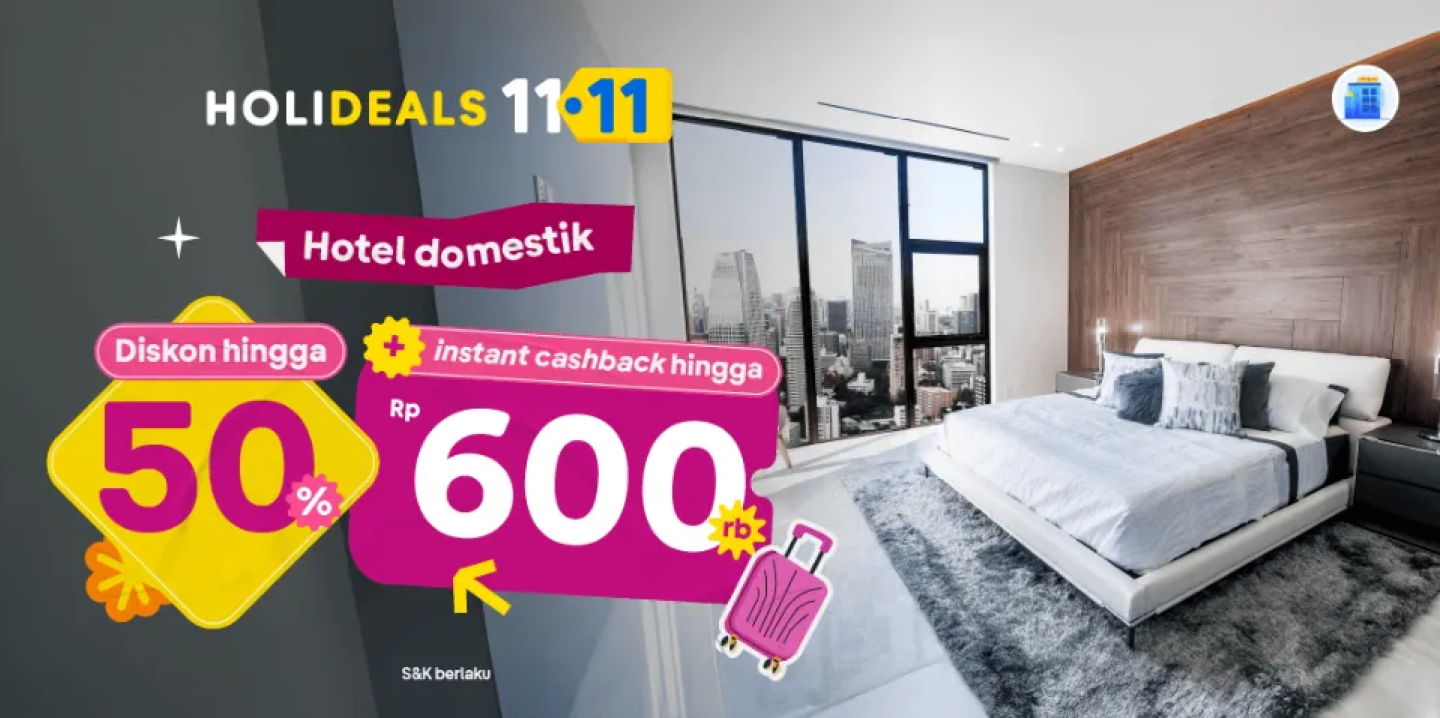 HOLIDEALS 11.11
Hotel domestik
Diskon hingga
50%
+ instant cashback hingga
Rp 600 rb
S&K berlaku